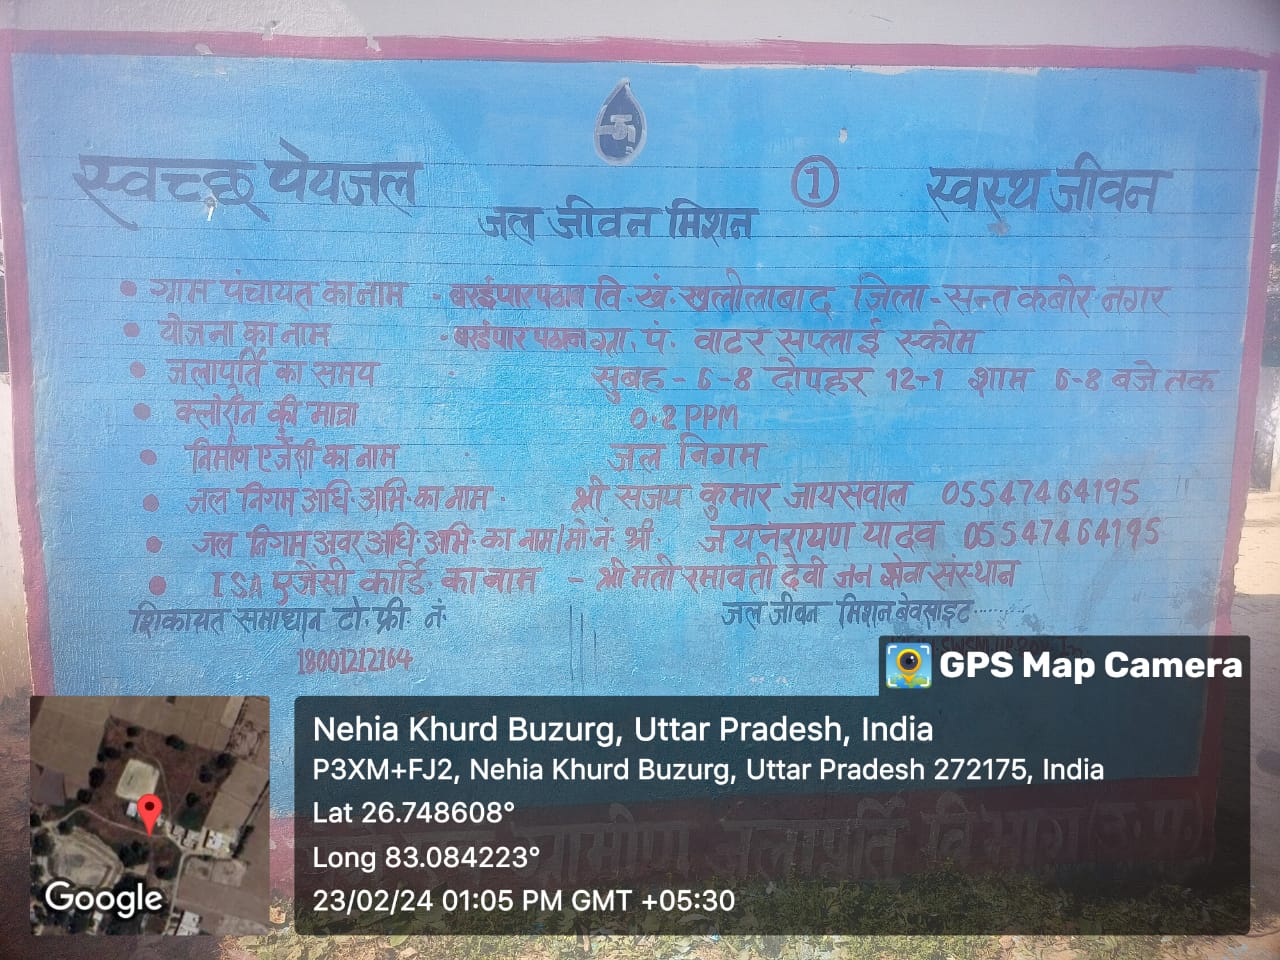 स्वच्छ पेयजल
1
स्वस्थ जीवन
जल जीवन मिशन
• ग्राम पंचायत का नाम - बरईपार पठान वि. खं. खलीलाबाद जिला - सन्त कबीर नगर
• योजना का नाम - बरईपार पठान ग्रा. पं. वाटर सप्लाई स्कीम
• जलापूर्ति का समय सुबह - 6-8 दोपहर 12-1 शाम 6-8 बजे तक
• क्लोरीन की मात्रा 0.2 PPM
• निर्माण एजेंसी का नाम जल निगम
• जल निगम अधि. अभि. का नाम. श्री संजय कुमार जायसवाल 05547464195
• जल निगम अवर अधि. अभि. का नाम/मो नं. श्री. जयनरायण यादव 05547464195
• ISA एजेंसी कार्डि. का नाम - श्री मती रमावती देवी जन सेवा संस्थान
शिकायत समाधान टो. फ्री. नं. जल जीवन मिशन बेवसाइट........
18001212164
ग्रामीण जलापूर्ति विभाग (उ.प्र.)
GPS Map Camera
Nehia Khurd Buzurg, Uttar Pradesh, India
P3XM+FJ2, Nehia Khurd Buzurg, Uttar Pradesh 272175, India
Lat 26.748608°
Long 83.084223°
23/02/24 01:05 PM GMT +05:30
Google